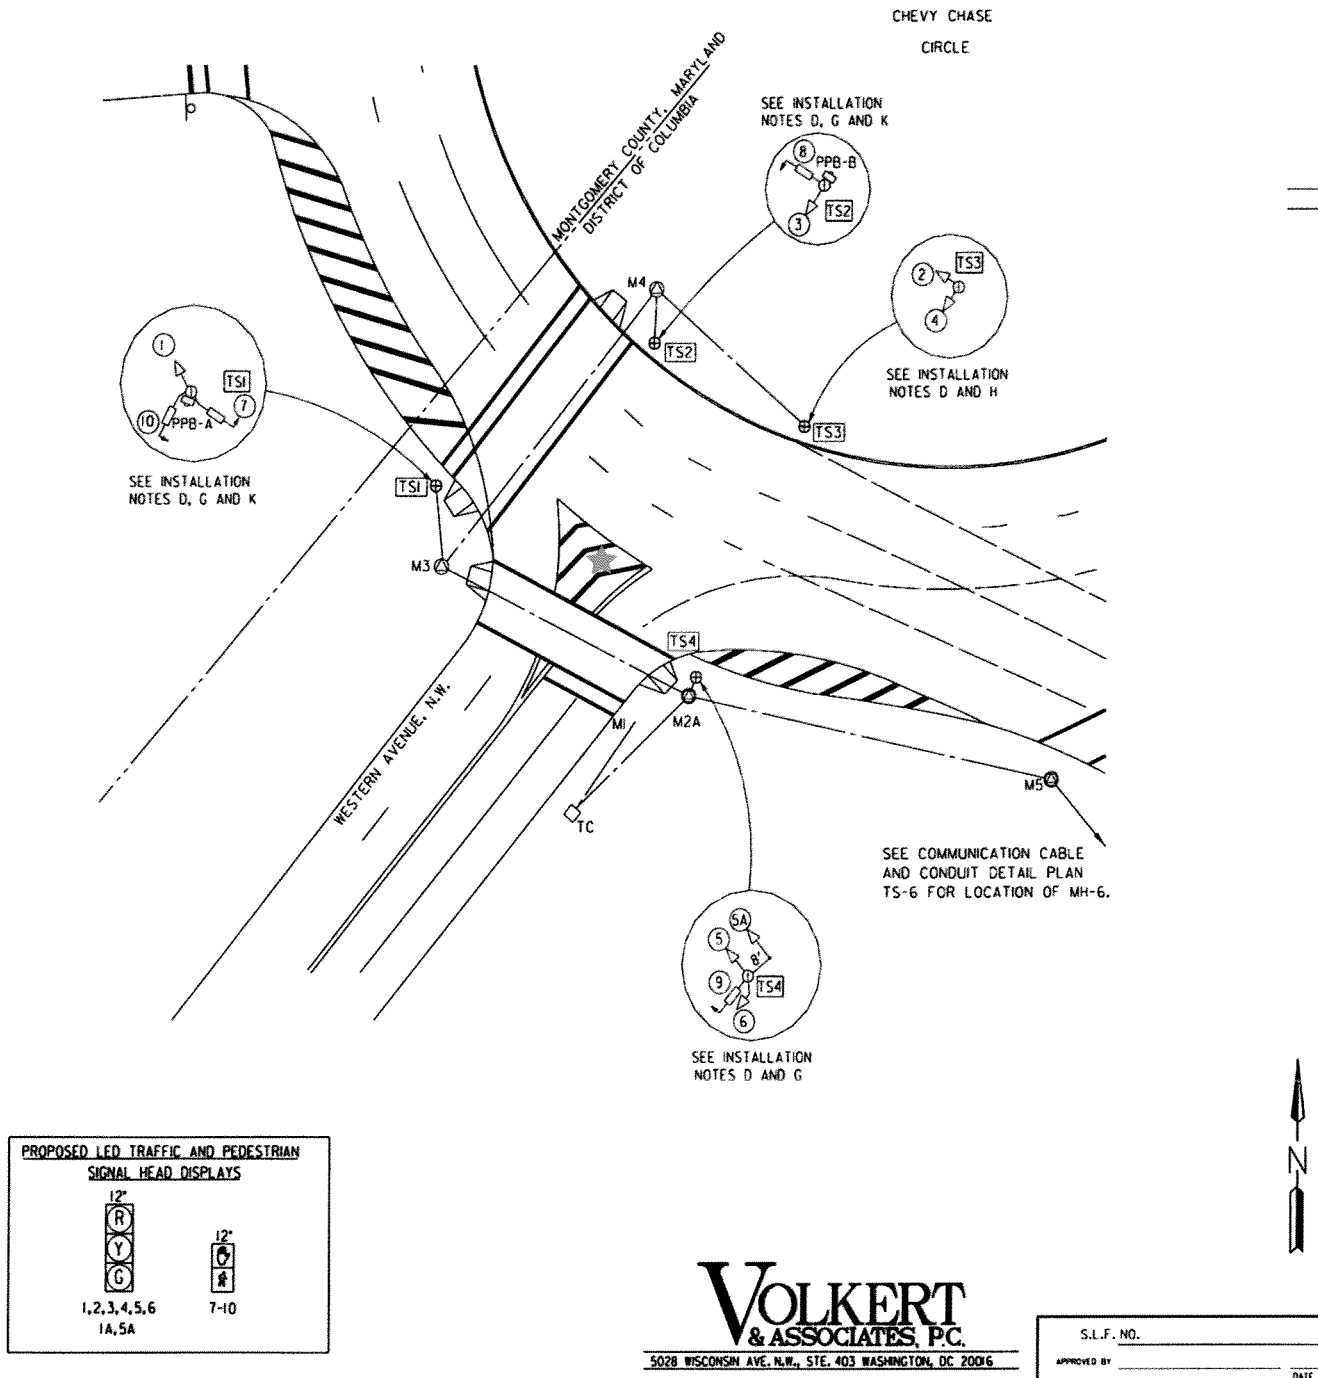 CHEVY CHASE
CIRCLE
MONTGOMERY COUNTY, MARYLAND
DISTRICT OF COLUMBIA
SEE INSTALLATION
NOTES D, G AND K
8
PPB-B
3
TS2
2
TS3
4
SEE INSTALLATION
NOTES D AND H
M4
TS2
TS3
1
TS1
10
PPB-A
7
SEE INSTALLATION
NOTES D, G AND K
TS1
M3
TS4
M1
M2A
M5
WESTERN AVENUE, N.W.
TC
SEE COMMUNICATION CABLE
AND CONDUIT DETAIL PLAN
TS-6 FOR LOCATION OF MH-6.
5A
5
8'
9
TS4
6
SEE INSTALLATION
NOTES D AND G
N
PROPOSED LED TRAFFIC AND PEDESTRIAN
SIGNAL HEAD DISPLAYS
12"
R
Y
G
1,2,3,4,5,6
1A,5A
12"
7-10
VOLKERT
& ASSOCIATES, P.C.
5028 WISCONSIN AVE. N.W., STE. 403 WASHINGTON, DC 20016
S.L.F. NO.
APPROVED BY
DATE